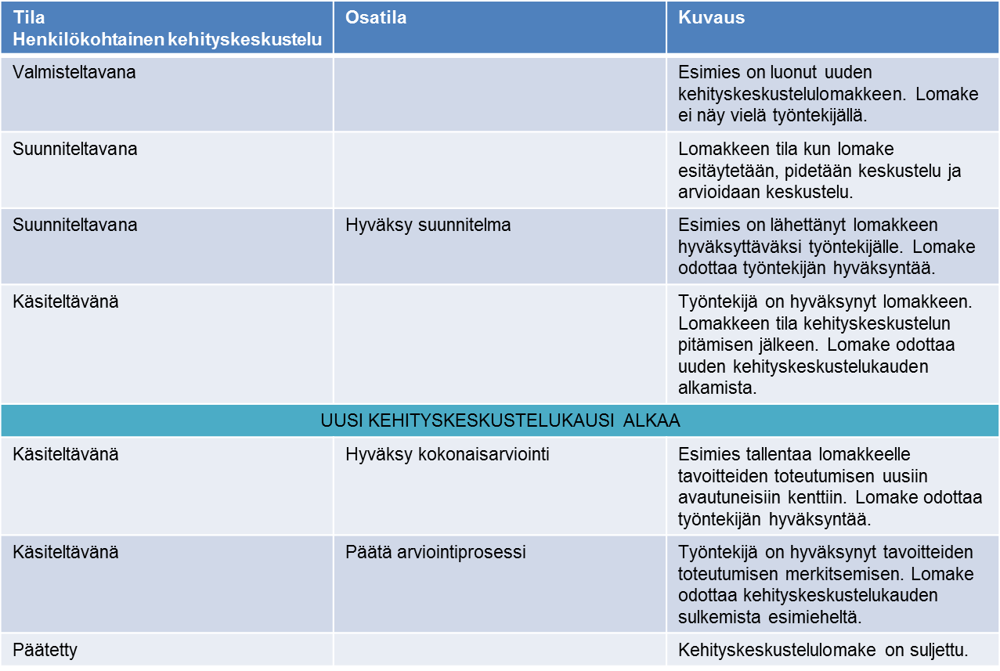 Tila
Henkilökohtainen kehityskeskustelu
Osatila
Kuvaus
Valmisteltavana
Esimies on luonut uuden
kehityskeskustelulomakkeen. Lomake
ei näy vielä työntekijällä.
Suunniteltavana
Lomakkeen tila kun lomake
esitäytetään, pidetään keskustelu ja
arvioidaan keskustelu.
Suunniteltavana
Hyväksy suunnitelma
Esimies on lähettänyt lomakkeen
hyväksyttäväksi työntekijälle. Lomake
odottaa työntekijän hyväksyntää.
Käsiteltävänä
Työntekijä on hyväksynyt lomakkeen.
Lomakkeen tila kehityskeskustelun
pitämisen jälkeen. Lomake odottaa
uuden kehityskeskustelukauden
alkamista.
UUSI KEHITYSKESKUSTELUKAUSI ALKAA
Käsiteltävänä
Hyväksy kokonaisarviointi
Esimies tallentaa lomakkeelle
tavoitteiden toteutumisen uusiin
avautuneisiin kenttiin. Lomake odottaa
työntekijän hyväksyntää.
Käsiteltävänä
Päätä arviointiprosessi
Työntekijä on hyväksynyt tavoitteiden
toteutumisen merkitsemisen. Lomake
odottaa kehityskeskustelukauden
sulkemista esimieheltä.
Päätetty
Kehityskeskustelulomake on suljettu.